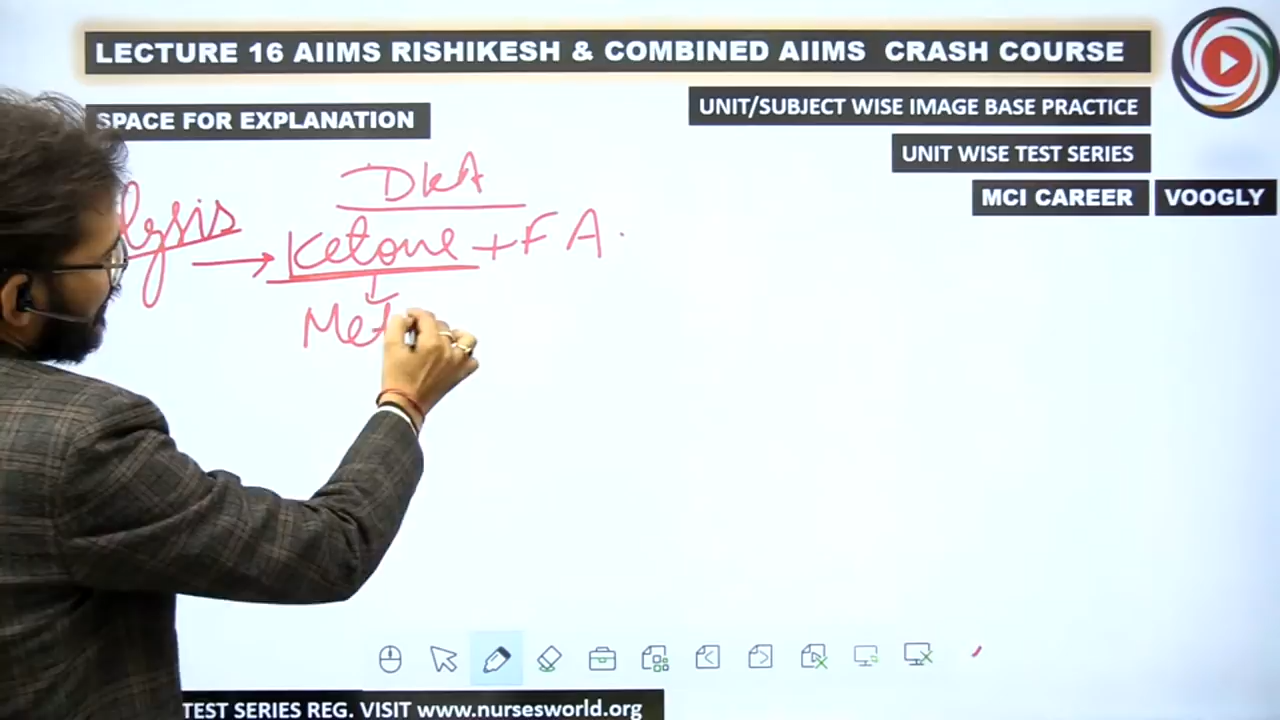 LECTURE 16 AIIMS RISHIKESH & COMBINED AIIMS CRASH COURSE
SPACE FOR EXPLANATION
UNIT/SUBJECT WISE IMAGE BASE PRACTICE
UNIT WISE TEST SERIES
MCI CAREER VOOGLY
DKA
lysis → Ketone + F A.
Met
TEST SERIES REG. VISIT www.nursesworld.org